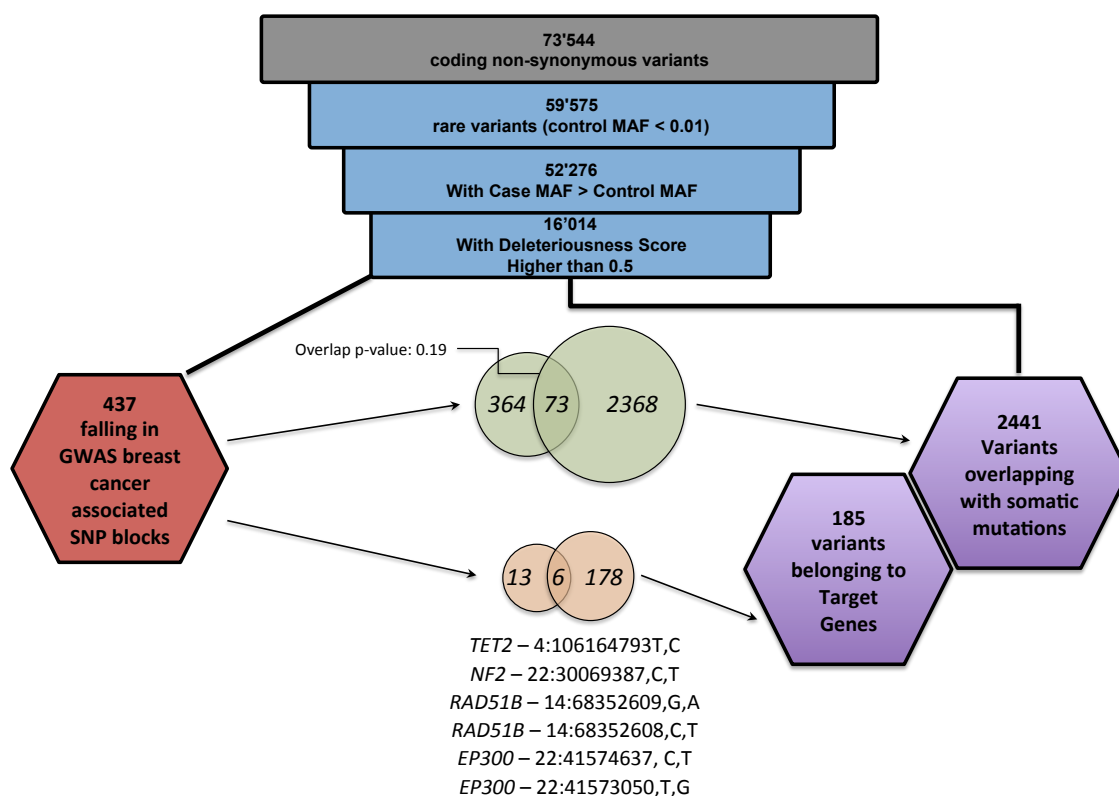 73'544
coding non-synonymous variants
59'575
rare variants (control MAF < 0.01)
52'276
With Case MAF > Control MAF
16’014
With Deleteriousness Score
Higher than 0.5
Overlap p-value: 0.19
364 73 2368
437
falling in
GWAS breast
cancer
associated
SNP blocks
2441
Variants
overlapping
with somatic
mutations
185
variants
belonging to
Target
Genes
13 6 178
TET2 – 4:106164793T,C
NF2 – 22:30069387,C,T
RAD51B – 14:68352609,G,A
RAD51B – 14:68352608,C,T
EP300 – 22:41574637, C,T
EP300 – 22:41573050,T,G